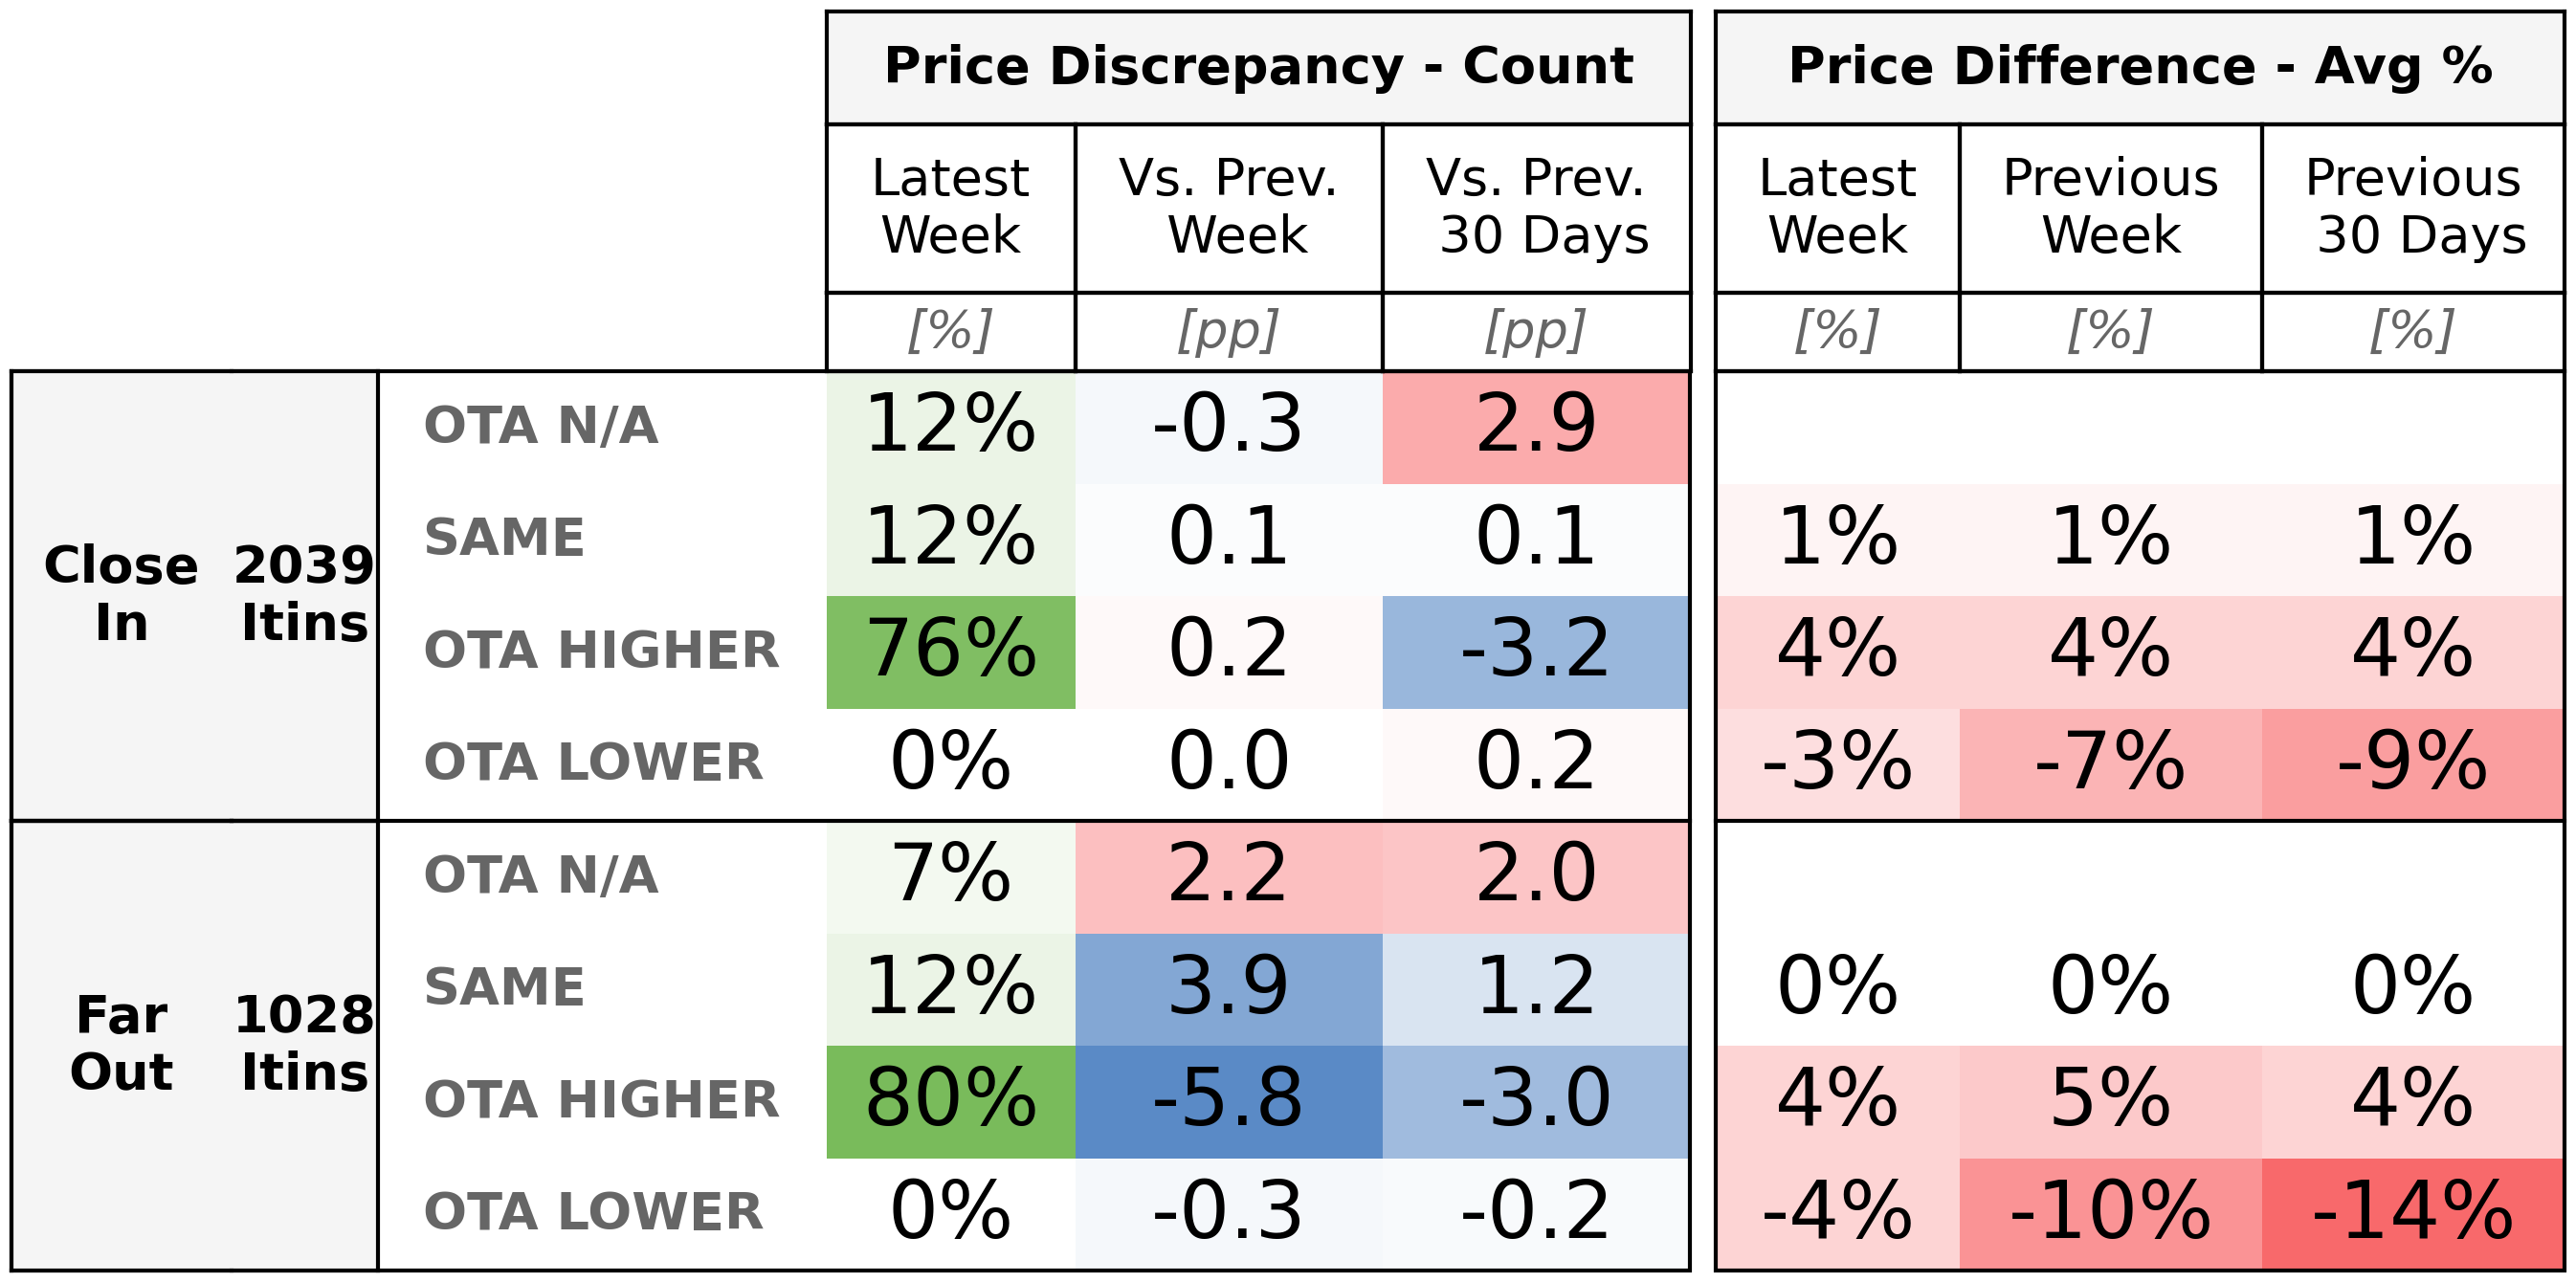 Price Discrepancy - Count Price Difference - Avg %
Latest Week Vs. Prev. Week Vs. Prev. 30 Days Latest Week Previous Week Previous 30 Days
[%] [pp] [pp] [%] [%] [%]
Close In 2039 Itins
OTA N/A 12% -0.3 2.9
SAME 12% 0.1 0.1 1% 1% 1%
OTA HIGHER 76% 0.2 -3.2 4% 4% 4%
OTA LOWER 0% 0.0 0.2 -3% -7% -9%
Far Out 1028 Itins
OTA N/A 7% 2.2 2.0
SAME 12% 3.9 1.2 0% 0% 0%
OTA HIGHER 80% -5.8 -3.0 4% 5% 4%
OTA LOWER 0% -0.3 -0.2 -4% -10% -14%